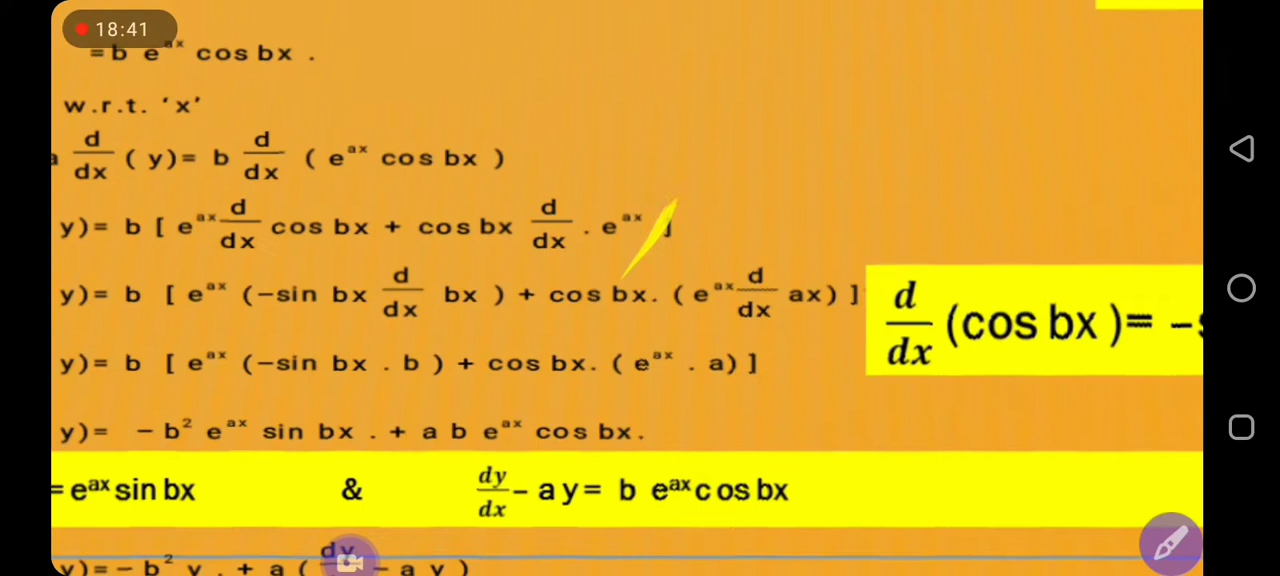 18:41
= b e^ax cos bx .
w.r.t. ‘x’
a d/dx ( y)= b d/dx ( e^ax cos bx )
y)= b [ e^ax d/dx cos bx + cos bx d/dx . e^ax ]
y)= b [ e^ax (–sin bx d/dx bx ) + cos bx. ( e^ax d/dx ax) ]
d/dx (cos bx )= –s
y)= b [ e^ax (–sin bx . b ) + cos bx. ( e^ax . a) ]
y)= – b² e^ax sin bx . + a b e^ax cos bx.
= e^ax sin bx & dy/dx – a y= b e^ax cos bx
y)= – b² y . + a ( dy – a y )